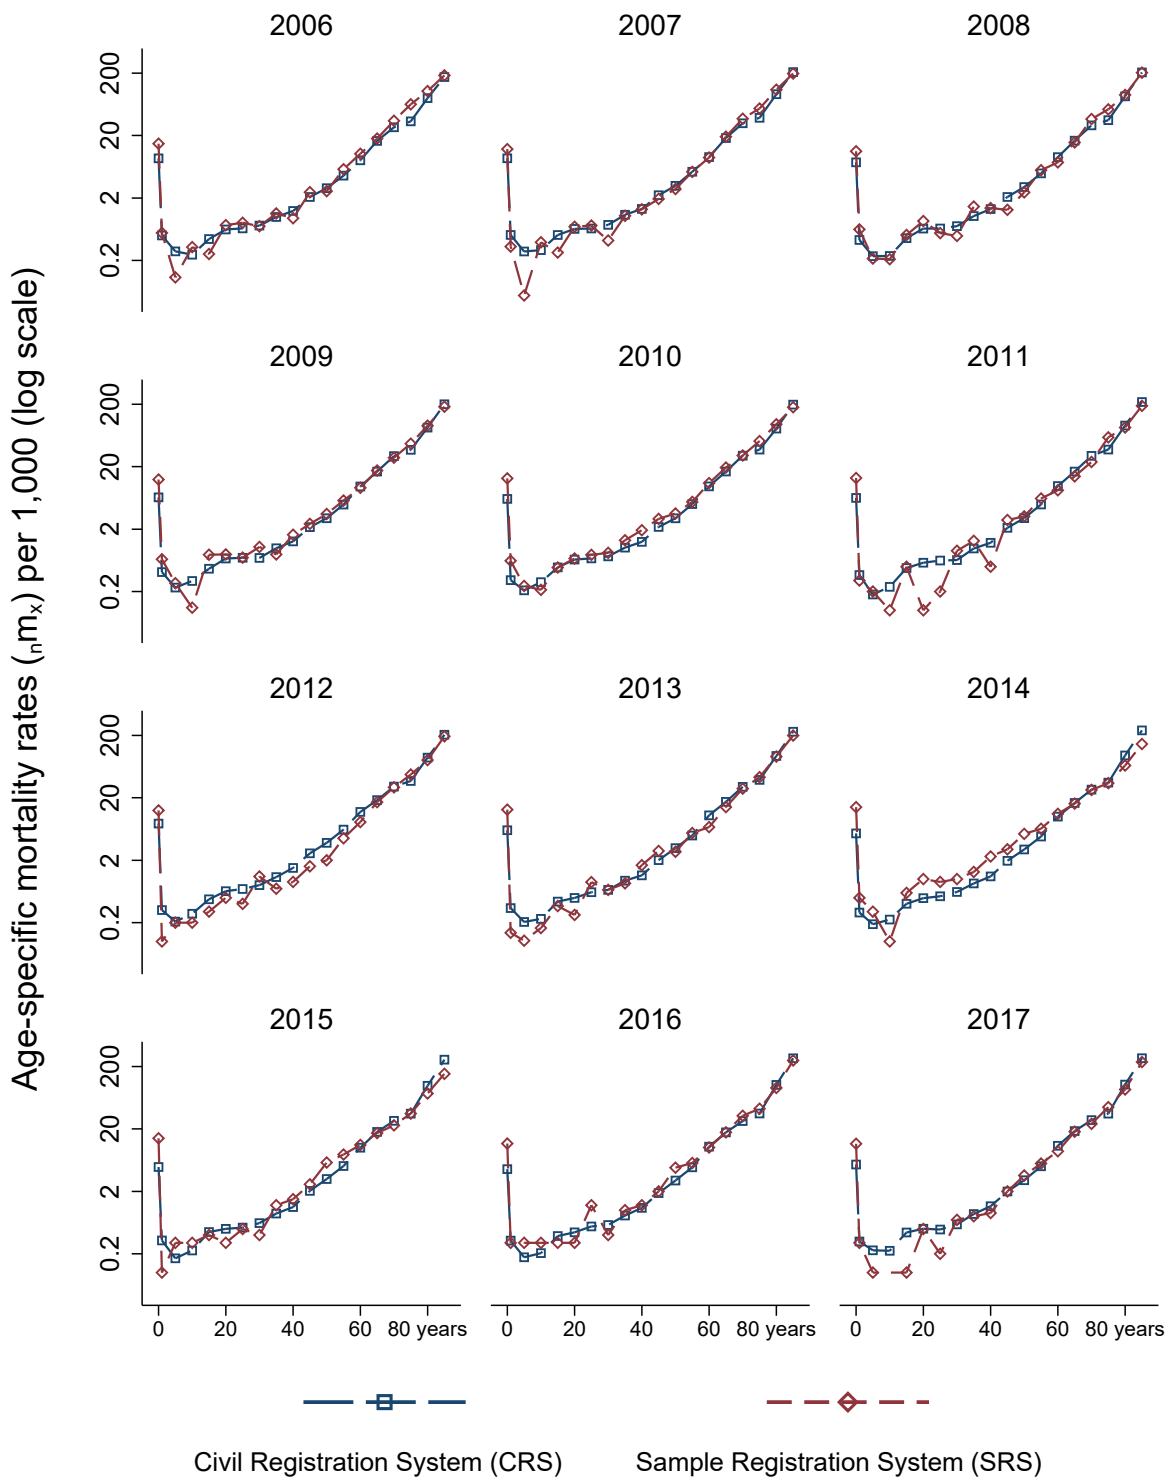 2006 2007 2008
200
20
2
0.2
2009 2010 2011
200
20
2
0.2
Age-specific mortality rates (ₙmₓ) per 1,000 (log scale)
2012 2013 2014
200
20
2
0.2
2015 2016 2017
200
20
2
0.2
0 20 40 60 80 years 0 20 40 60 80 years 0 20 40 60 80 years
Civil Registration System (CRS) Sample Registration System (SRS)